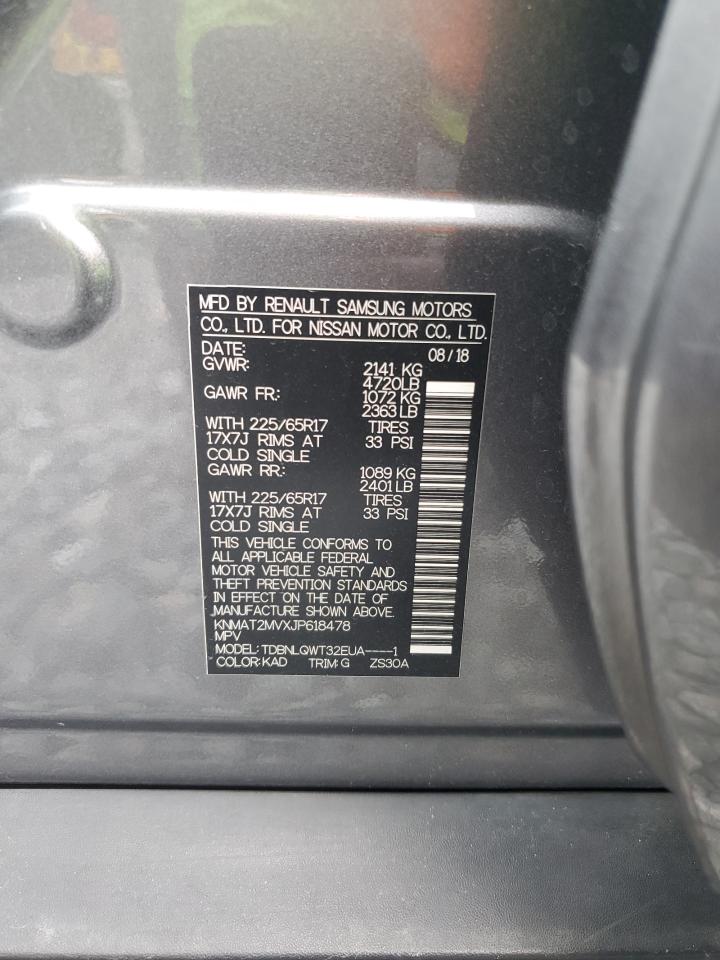 MFD BY RENAULT SAMSUNG MOTORS
CO., LTD. FOR NISSAN MOTOR CO., LTD.
DATE: 08/18
GVWR: 2141 KG
4720LB
GAWR FR: 1072 KG
2363LB
WITH 225/65R17 TIRES
17X7J RIMS AT 33 PSI
COLD SINGLE
GAWR RR: 1089 KG
2401LB
WITH 225/65R17 TIRES
17X7J RIMS AT 33 PSI
COLD SINGLE
THIS VEHICLE CONFORMS TO
ALL APPLICABLE FEDERAL
MOTOR VEHICLE SAFETY AND
THEFT PREVENTION STANDARDS
IN EFFECT ON THE DATE OF
MANUFACTURE SHOWN ABOVE.
KNMAT2MVXJP618478
MPV
MODEL: TDBNLQWT32EUA----1
COLOR: KAD TRIM: G ZS30A